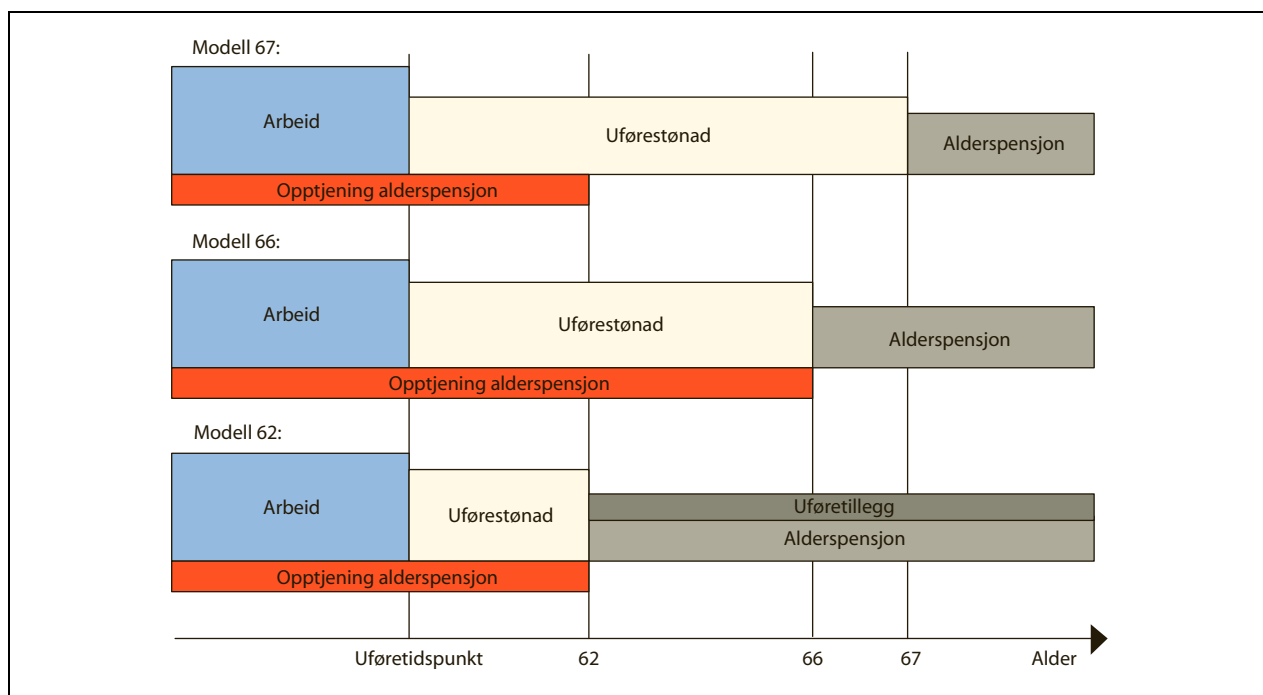 Modell 67:
Arbeid
Uførestønad
Alderspensjon
Opptjening alderspensjon
Modell 66:
Arbeid
Uførestønad
Alderspensjon
Opptjening alderspensjon
Modell 62:
Arbeid
Uførestønad
Uføretillegg
Alderspensjon
Opptjening alderspensjon
Uføretidspunkt 62 66 67 Alder